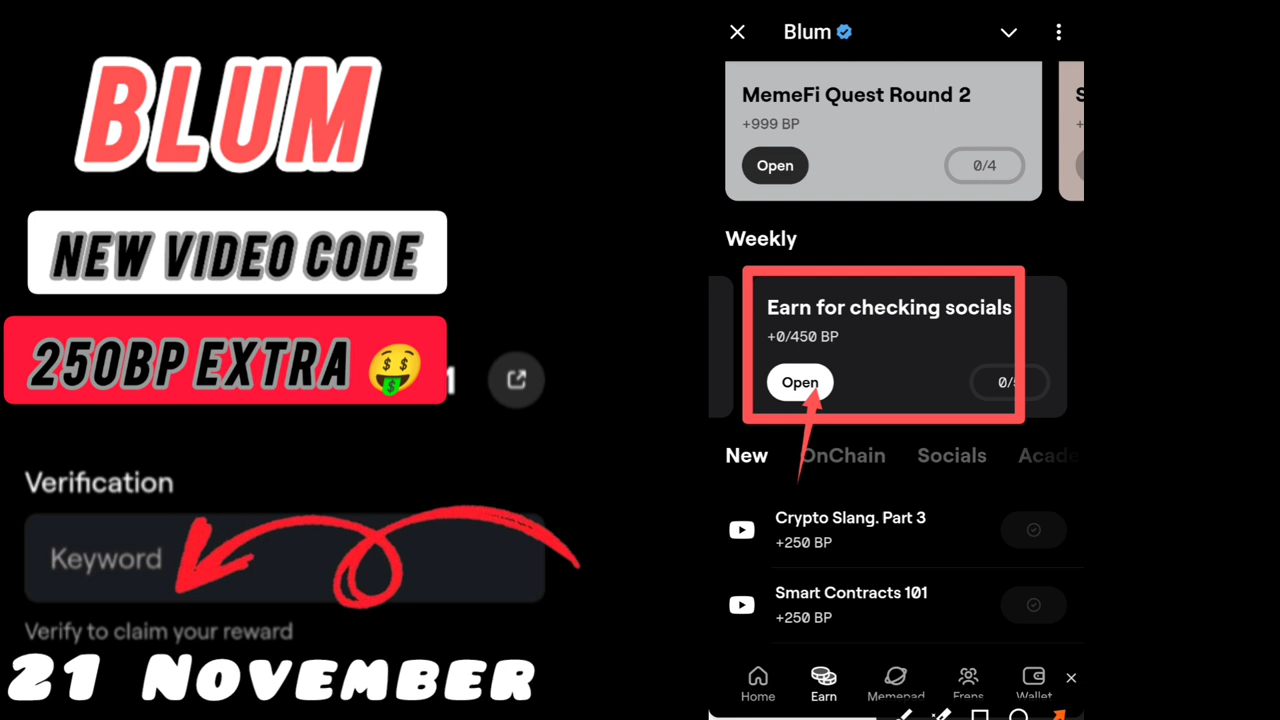 BLUM
NEW VIDEO CODE
250BP EXTRA
Verification
Keyword
Verify to claim your reward
21 November
Blum
MemeFi Quest Round 2
+999 BP
Open
0/4
Weekly
Earn for checking socials
+0/450 BP
Open
New
OnChain
Socials
Crypto Slang. Part 3
+250 BP
Smart Contracts 101
+250 BP
Home
Earn
Memepad
Frens
Wallet